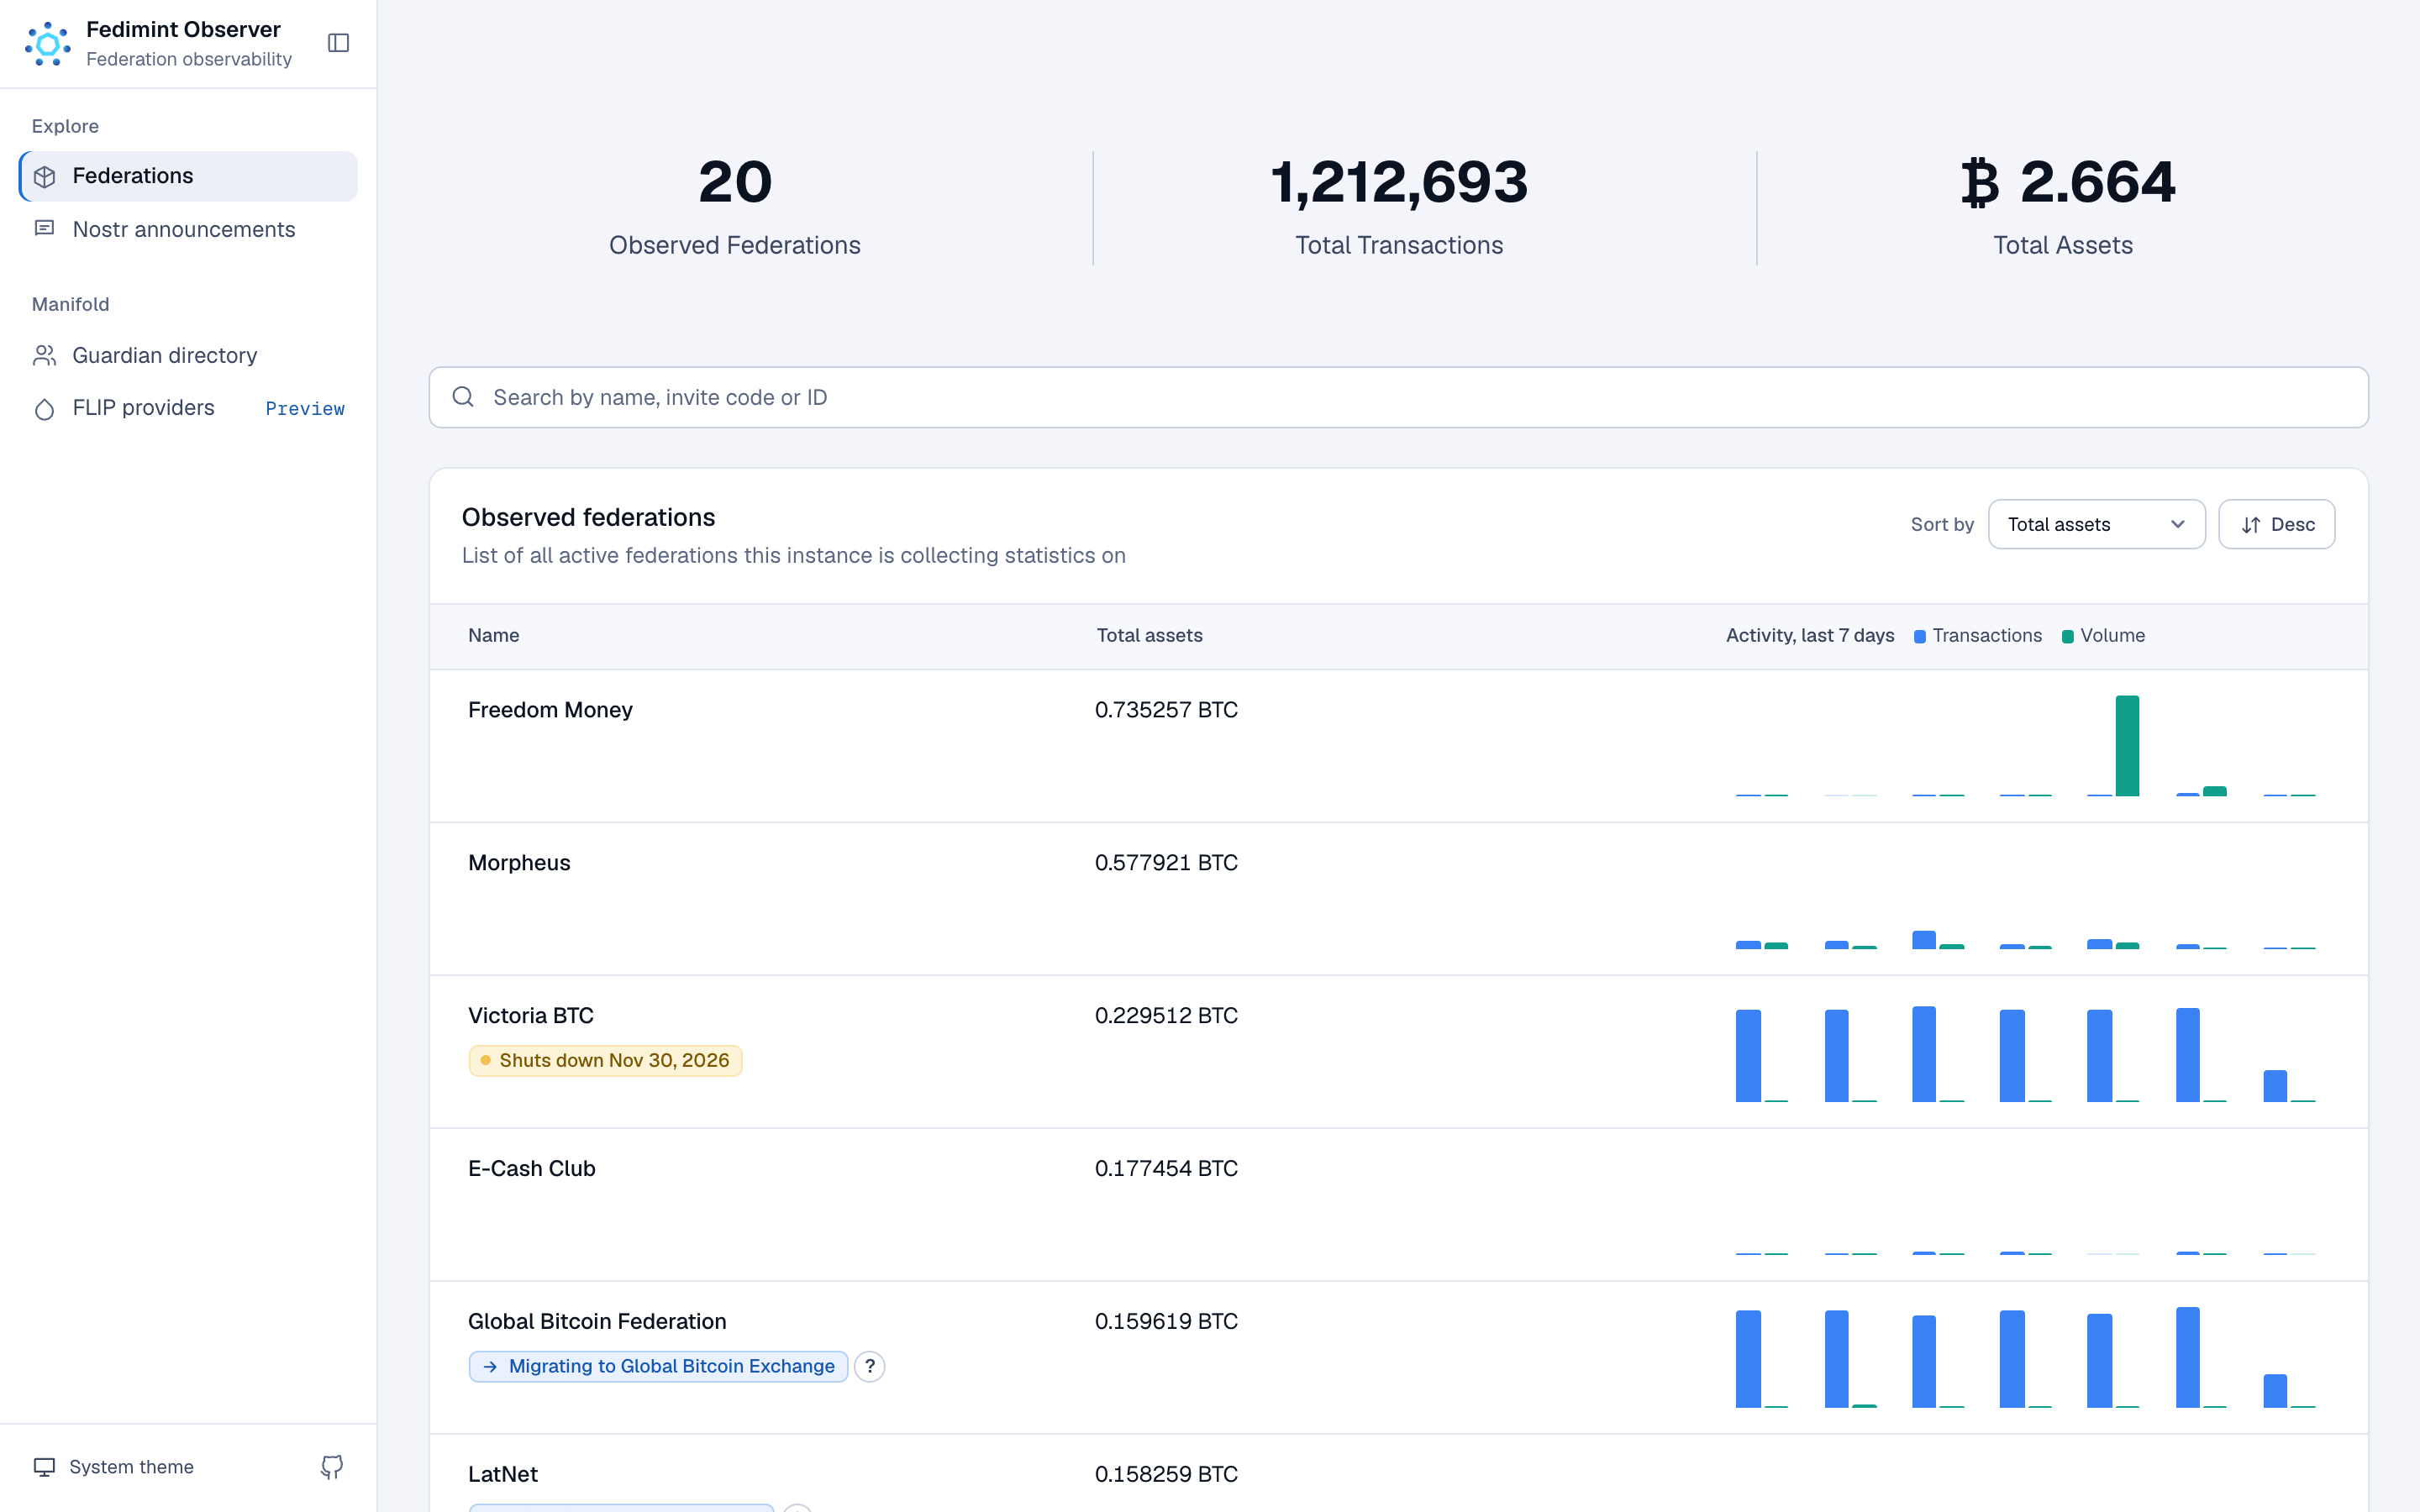 Fedimint Observer
Federation observability
Explore
Federations
Nostr announcements
Manifold
Guardian directory
FLIP providers Preview
System theme
20
Observed Federations
1,212,693
Total Transactions
₿ 2.664
Total Assets
Search by name, invite code or ID
Observed federations
List of all active federations this instance is collecting statistics on
Sort by Total assets Desc
Name Total assets Activity, last 7 days Transactions Volume
Freedom Money 0.735257 BTC
Morpheus 0.577921 BTC
Victoria BTC 0.229512 BTC
Shuts down Nov 30, 2026
E-Cash Club 0.177454 BTC
Global Bitcoin Federation 0.159619 BTC
→ Migrating to Global Bitcoin Exchange ?
LatNet 0.158259 BTC